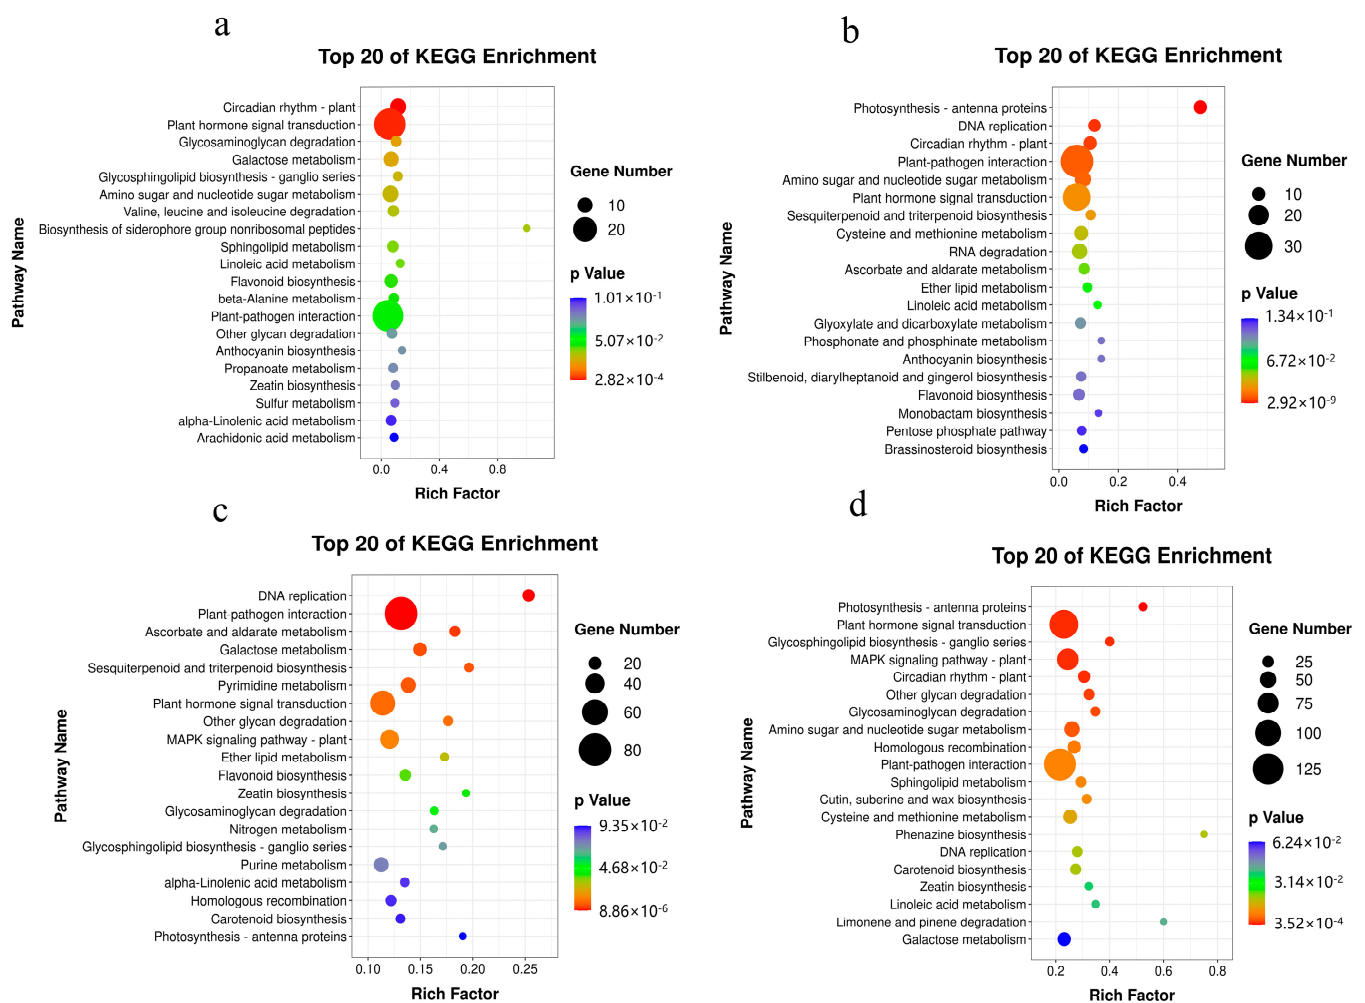 a
Top 20 of KEGG Enrichment
Pathway Name
Circadian rhythm - plant
Plant hormone signal transduction
Glycosaminoglycan degradation
Galactose metabolism
Glycosphingolipid biosynthesis - ganglio series
Amino sugar and nucleotide sugar metabolism
Valine, leucine and isoleucine degradation
Biosynthesis of siderophore group nonribosomal peptides
Sphingolipid metabolism
Linoleic acid metabolism
Flavonoid biosynthesis
beta-Alanine metabolism
Plant-pathogen interaction
Other glycan degradation
Anthocyanin biosynthesis
Propanoate metabolism
Zeatin biosynthesis
Sulfur metabolism
alpha-Linolenic acid metabolism
Arachidonic acid metabolism
0.0 0.4 0.8
Rich Factor
Gene Number
10
20
p Value
1.01×10⁻¹
5.07×10⁻²
2.82×10⁻⁴
b
Top 20 of KEGG Enrichment
Pathway Name
Photosynthesis - antenna proteins
DNA replication
Circadian rhythm - plant
Plant-pathogen interaction
Amino sugar and nucleotide sugar metabolism
Plant hormone signal transduction
Sesquiterpenoid and triterpenoid biosynthesis
Cysteine and methionine metabolism
RNA degradation
Ascorbate and aldarate metabolism
Ether lipid metabolism
Linoleic acid metabolism
Glyoxylate and dicarboxylate metabolism
Phosphonate and phosphinate metabolism
Anthocyanin biosynthesis
Stilbenoid, diarylheptanoid and gingerol biosynthesis
Flavonoid biosynthesis
Monobactam biosynthesis
Pentose phosphate pathway
Brassinosteroid biosynthesis
0.0 0.2 0.4
Rich Factor
Gene Number
10
20
30
p Value
1.34×10⁻¹
6.72×10⁻²
2.92×10⁻⁹
c
Top 20 of KEGG Enrichment
Pathway Name
DNA replication
Plant-pathogen interaction
Ascorbate and aldarate metabolism
Galactose metabolism
Sesquiterpenoid and triterpenoid biosynthesis
Pyrimidine metabolism
Plant hormone signal transduction
Other glycan degradation
MAPK signaling pathway - plant
Ether lipid metabolism
Flavonoid biosynthesis
Zeatin biosynthesis
Glycosaminoglycan degradation
Nitrogen metabolism
Glycosphingolipid biosynthesis - ganglio series
Purine metabolism
alpha-Linolenic acid metabolism
Homologous recombination
Carotenoid biosynthesis
Photosynthesis - antenna proteins
0.10 0.15 0.20 0.25
Rich Factor
Gene Number
20
40
60
80
p Value
9.35×10⁻²
4.68×10⁻²
8.86×10⁻⁶
d
Top 20 of KEGG Enrichment
Pathway Name
Photosynthesis - antenna proteins
Plant hormone signal transduction
Glycosphingolipid biosynthesis - ganglio series
MAPK signaling pathway - plant
Circadian rhythm - plant
Other glycan degradation
Glycosaminoglycan degradation
Amino sugar and nucleotide sugar metabolism
Homologous recombination
Plant-pathogen interaction
Sphingolipid metabolism
Cutin, suberine and wax biosynthesis
Cysteine and methionine metabolism
Phenazine biosynthesis
DNA replication
Carotenoid biosynthesis
Zeatin biosynthesis
Linoleic acid metabolism
Limonene and pinene degradation
Galactose metabolism
0.2 0.4 0.6 0.8
Rich Factor
Gene Number
25
50
75
100
125
p Value
6.24×10⁻²
3.14×10⁻²
3.52×10⁻⁴